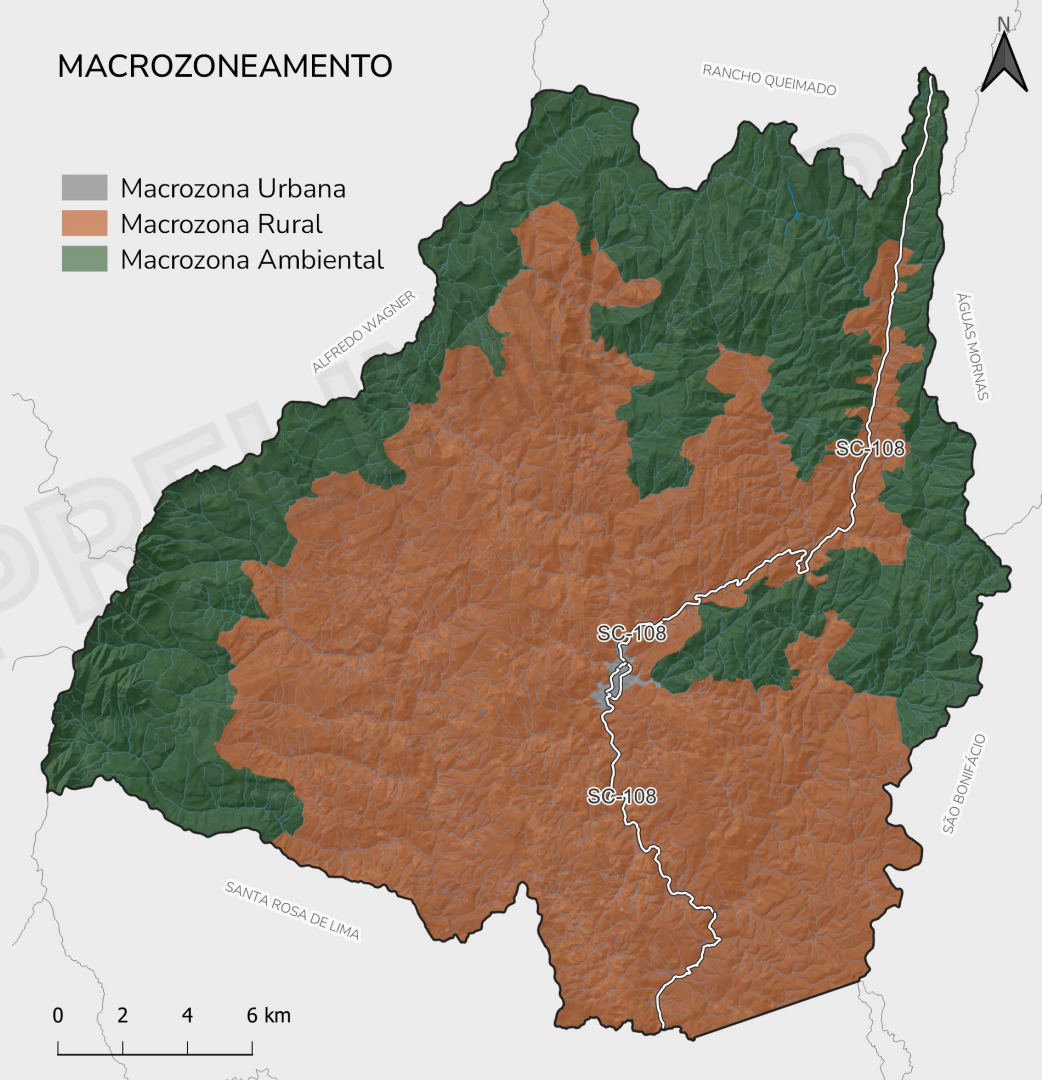 N
MACROZONEAMENTO
RANCHO QUEIMADO
Macrozona Urbana
Macrozona Rural
Macrozona Ambiental
ALFREDO WAGNER
ÁGUAS MORNAS
SC-108
SC-108
SÃO BONIFÁCIO
SC-108
SANTA ROSA DE LIMA
0 2 4 6 km